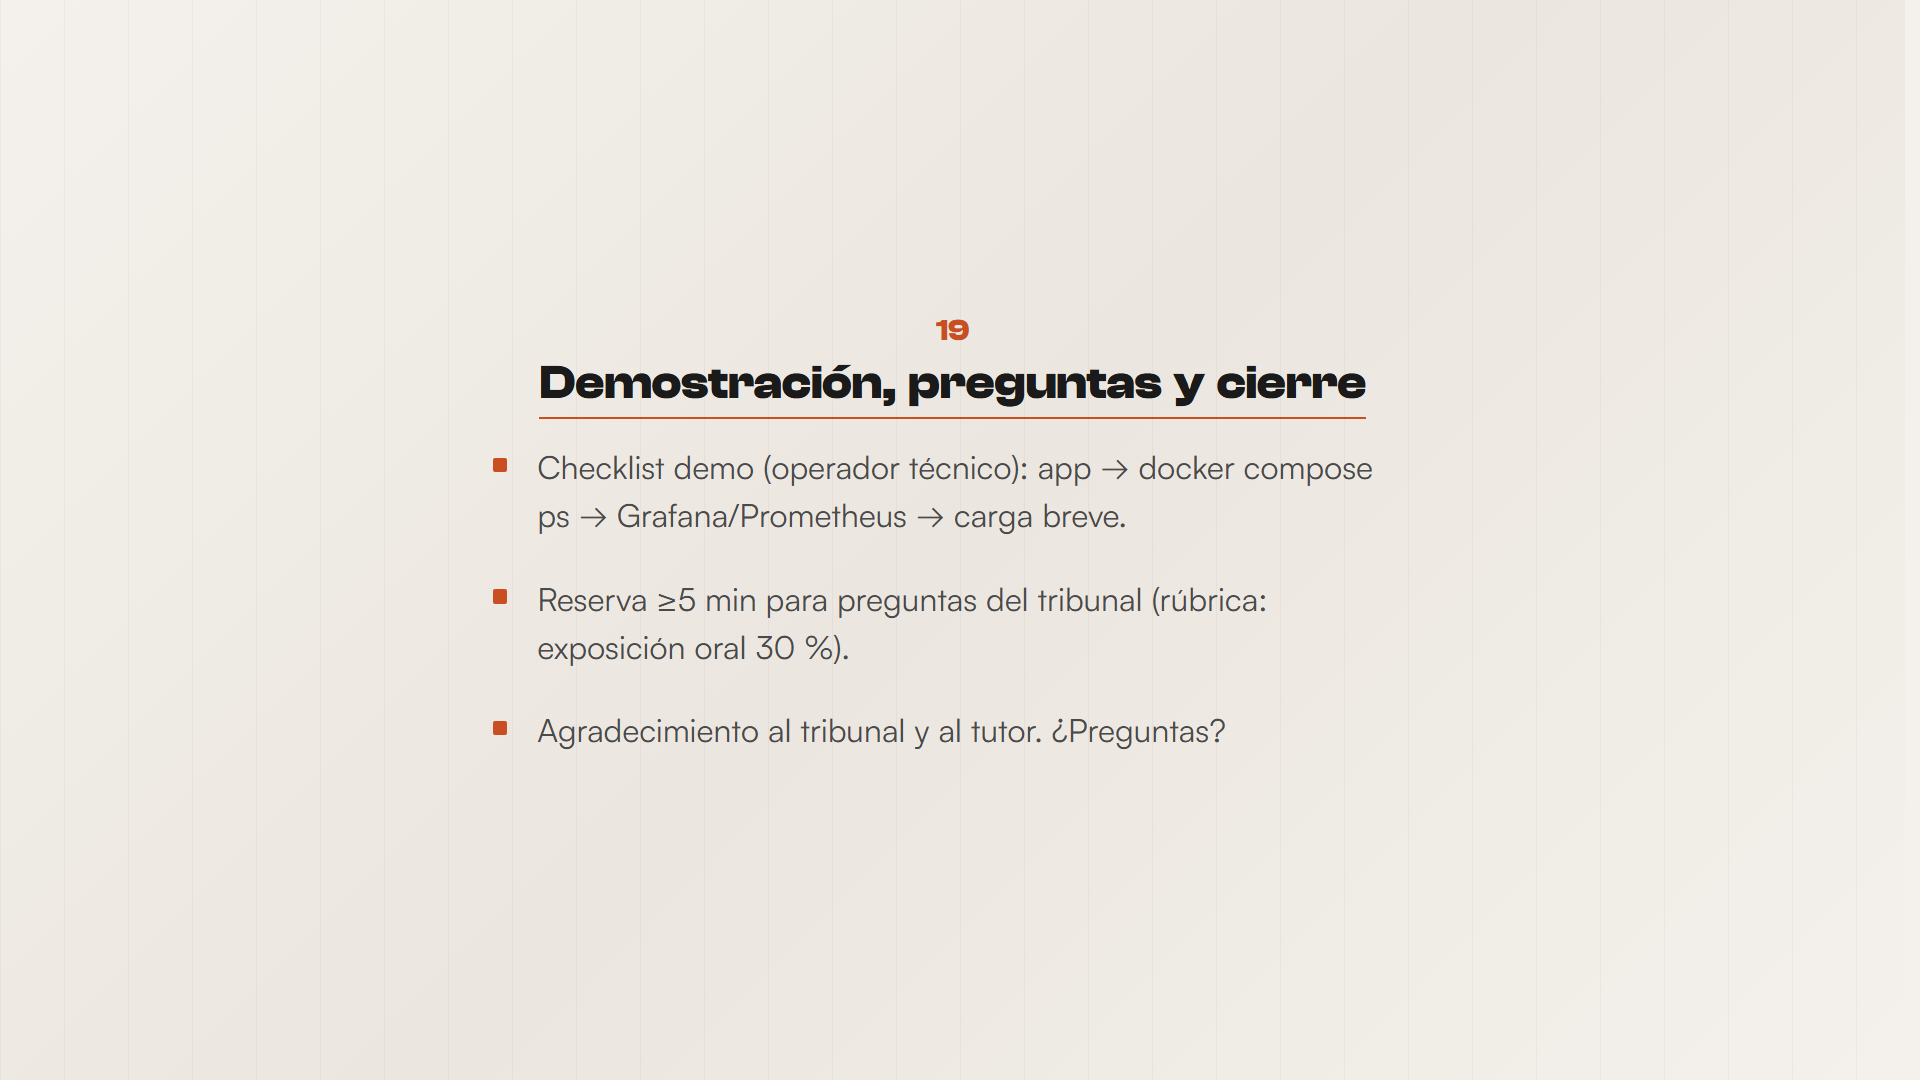 19
Demostración, preguntas y cierre
Checklist demo (operador técnico): app → docker compose
ps → Grafana/Prometheus → carga breve.
Reserva ≥5 min para preguntas del tribunal (rúbrica:
exposición oral 30 %).
Agradecimiento al tribunal y al tutor. ¿Preguntas?